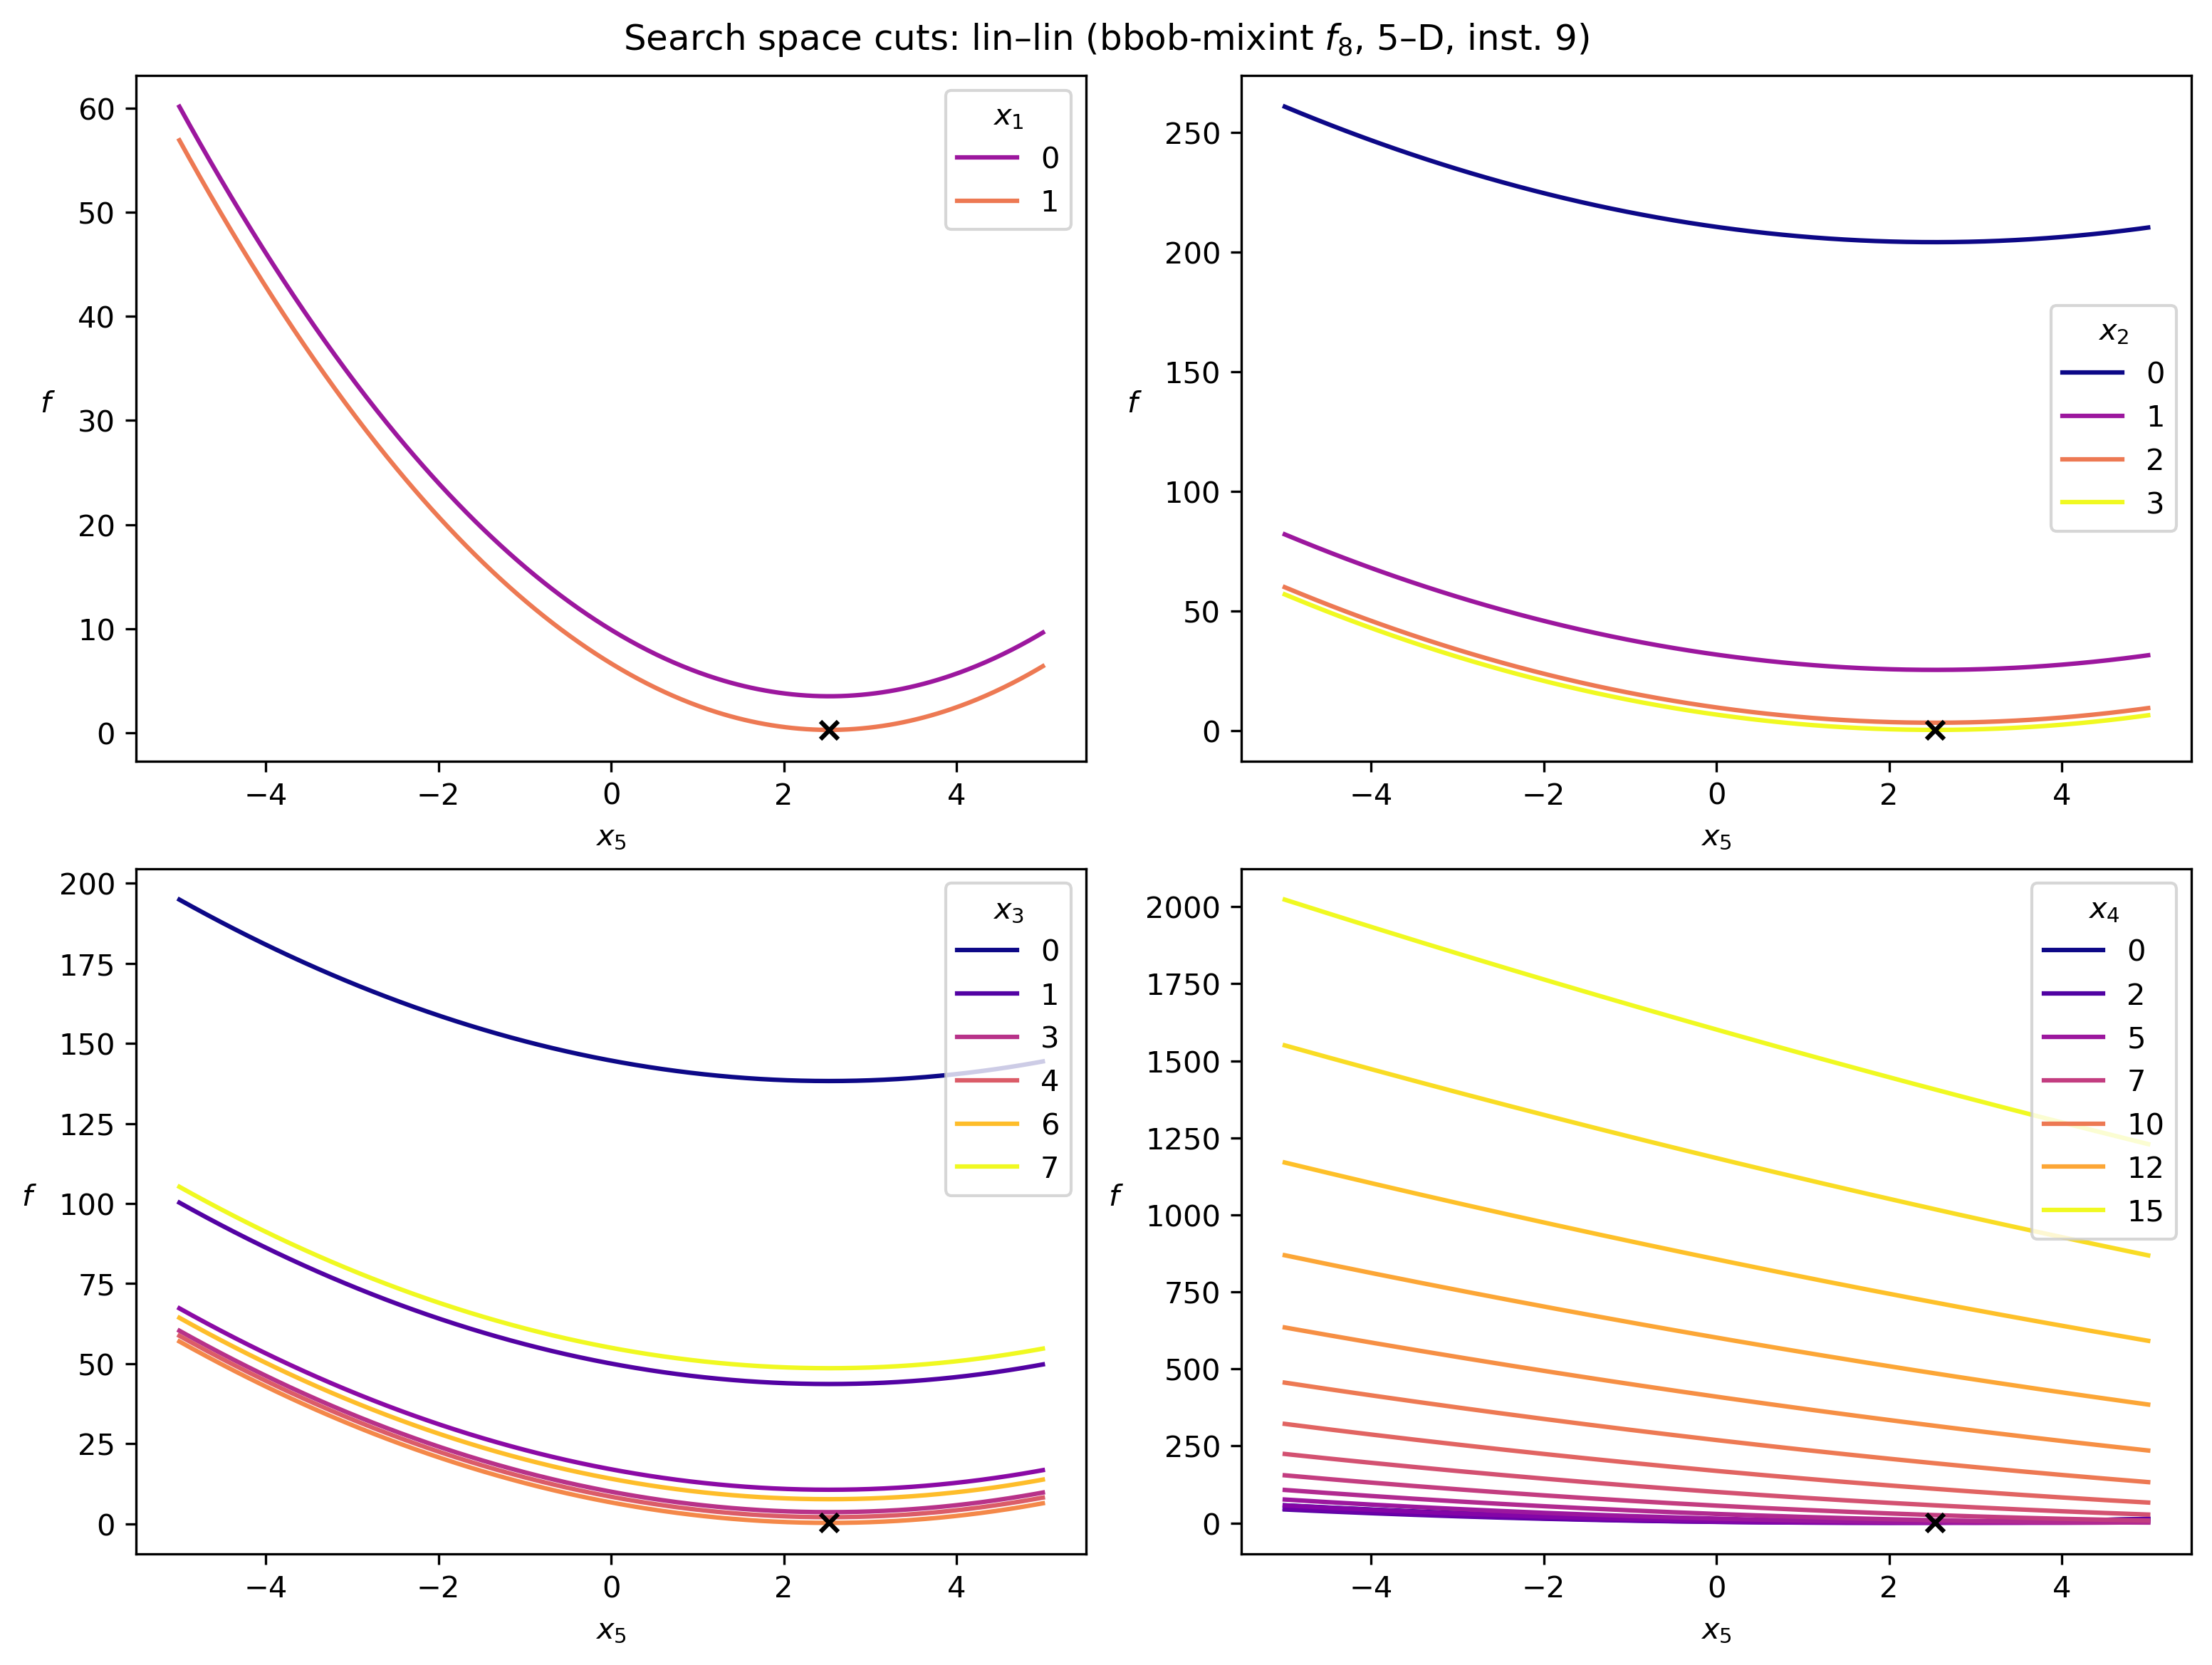 Search space cuts: lin–lin (bbob-mixint f8, 5–D, inst. 9)
60
50
40
30
20
10
0
f
−4 −2 0 2 4
x5
x1
0
1
250
200
150
100
50
0
f
−4 −2 0 2 4
x5
x2
0
1
2
3
200
175
150
125
100
75
50
25
0
f
−4 −2 0 2 4
x5
x3
0
1
3
4
6
7
2000
1750
1500
1250
1000
750
500
250
0
f
−4 −2 0 2 4
x5
x4
0
2
5
7
10
12
15